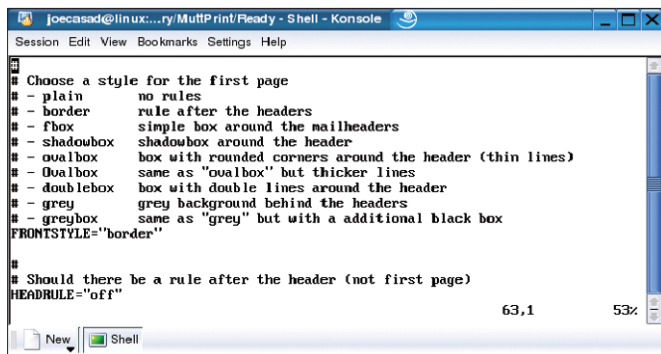 joecasad@linux:...ry/MuttPrint/Ready - Shell - Konsole
Session Edit View Bookmarks Settings Help
#
# Choose a style for the first page
# - plain no rules
# - border rule after the headers
# - fbox simple box around the mailheaders
# - shadowbox shadowbox around the header
# - ovalbox box with rounded corners around the header (thin lines)
# - Ovalbox same as "ovalbox" but thicker lines
# - doublebox box with double lines around the header
# - grey grey background behind the headers
# - greybox same as "grey" but with a additional black box
FRONTSTYLE="border"
#
# Should there be a rule after the header (not first page)
HEADRULE="off"
63,1 53%
New Shell